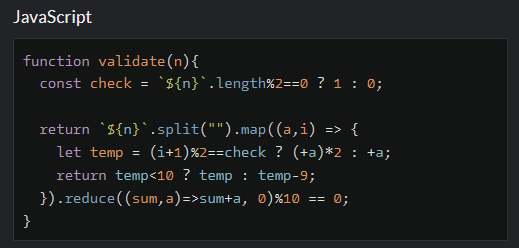 JavaScript
function validate(n){
  const check = `${n}`.length%2==0 ? 1 : 0;

  return `${n}`.split("").map((a,i) => {
    let temp = (i+1)%2==check ? (+a)*2 : +a;
    return temp<10 ? temp : temp-9;
  }).reduce((sum,a)=>sum+a, 0)%10 == 0;
}